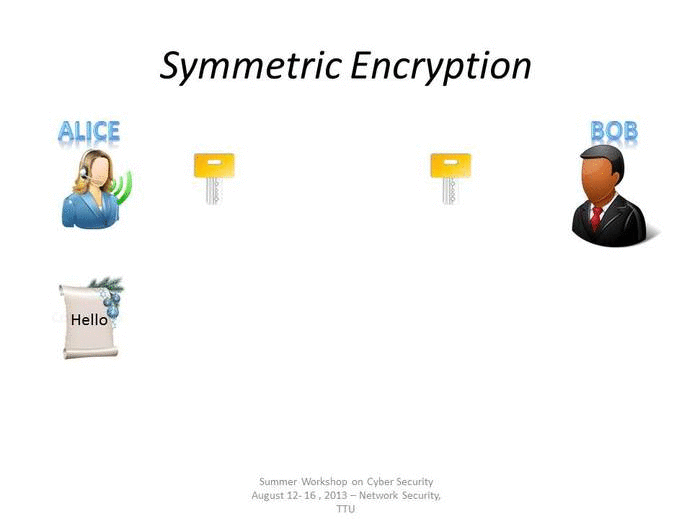 Symmetric Encryption
ALICE
BOB
Hello
Summer Workshop on Cyber Security
August 12- 16 , 2013 – Network Security,
TTU